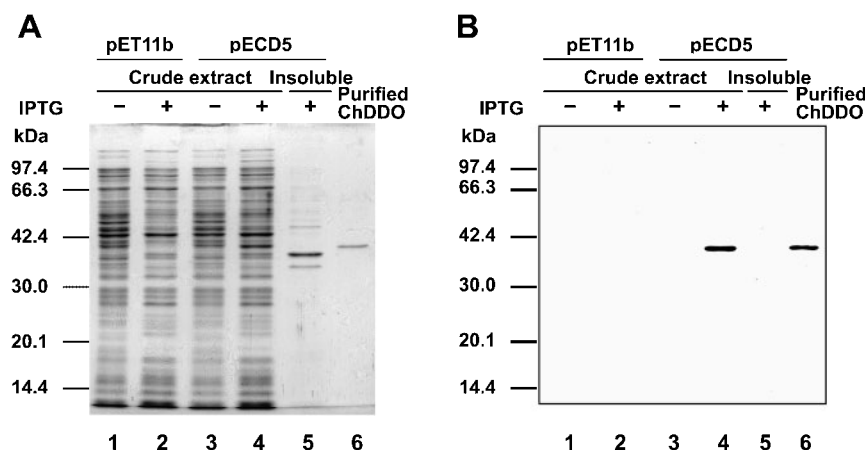 A
pET11b pECD5
Crude extract Insoluble Purified
IPTG − + − + + ChDDO
kDa
97.4
66.3
42.4
30.0
20.1
14.4
1 2 3 4 5 6
B
pET11b pECD5
Crude extract Insoluble Purified
IPTG − + − + + ChDDO
kDa
97.4
66.3
42.4
30.0
20.1
14.4
1 2 3 4 5 6